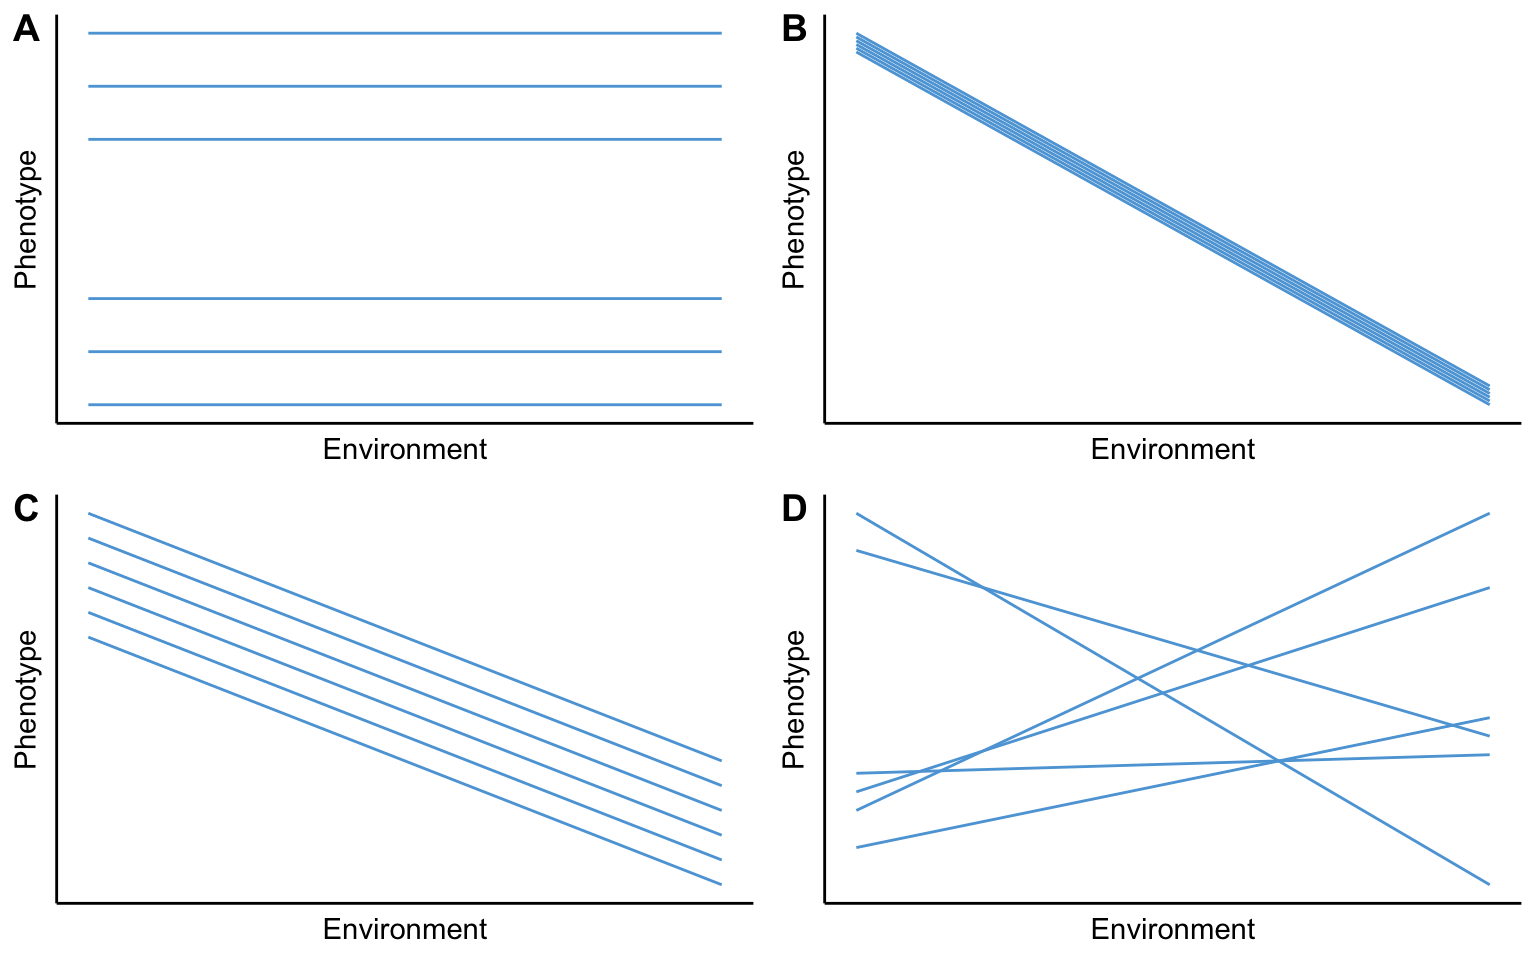 A
Phenotype
Environment
B
Phenotype
Environment
C
Phenotype
Environment
D
Phenotype
Environment